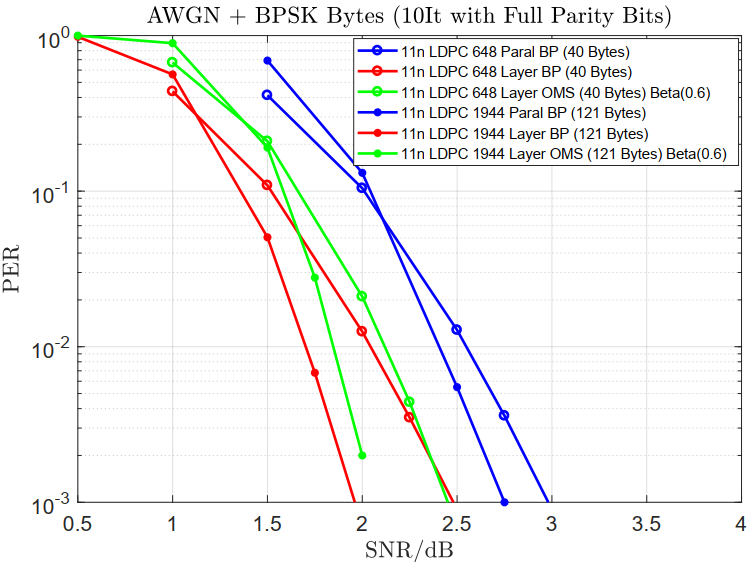 AWGN + BPSK Bytes (10It with Full Parity Bits)
11n LDPC 648 Paral BP (40 Bytes)
11n LDPC 648 Layer BP (40 Bytes)
11n LDPC 648 Layer OMS (40 Bytes) Beta(0.6)
11n LDPC 1944 Paral BP (121 Bytes)
11n LDPC 1944 Layer BP (121 Bytes)
11n LDPC 1944 Layer OMS (121 Bytes) Beta(0.6)
10⁰
10⁻¹
PER
10⁻²
10⁻³
0.5 1 1.5 2 2.5 3 3.5 4
SNR/dB